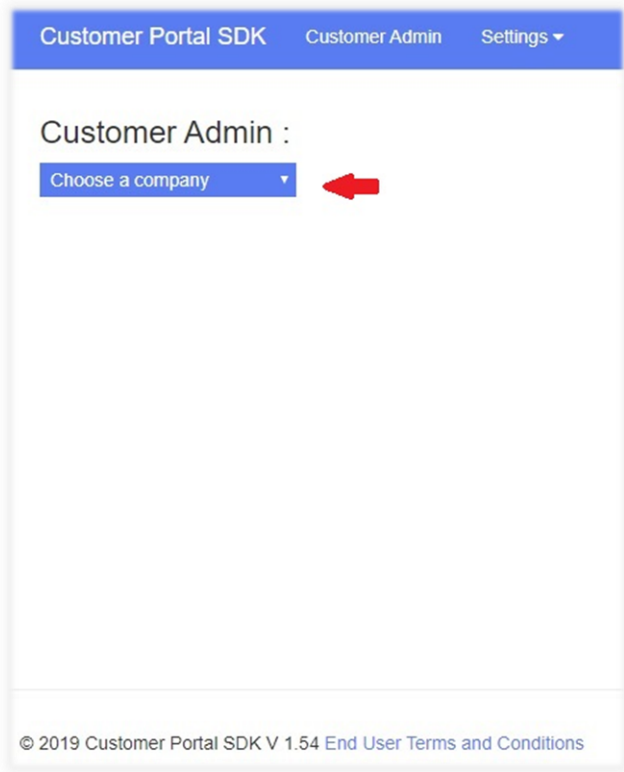 Customer Portal SDK Customer Admin Settings
Customer Admin :
Choose a company
© 2019 Customer Portal SDK V 1.54 End User Terms and Conditions